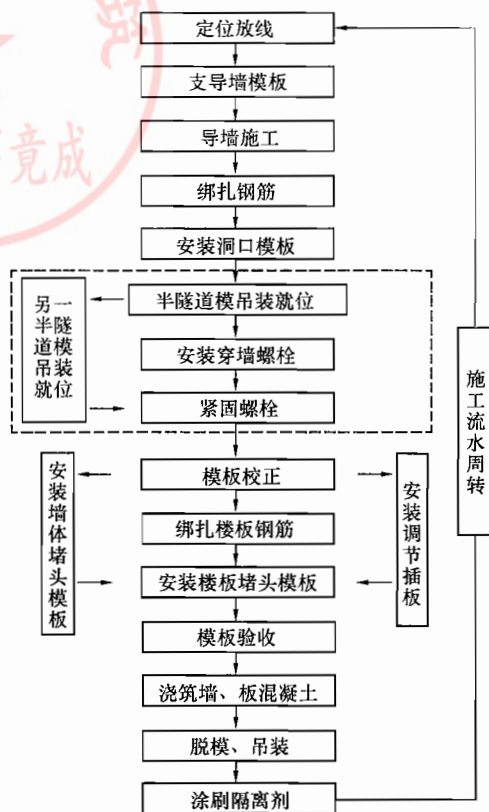 定位放线
支导墙模板
导墙施工
绑扎钢筋
安装洞口模板
半隧道模吊装就位
另一
半隧
道模
吊装
就位
安装穿墙螺栓
紧固螺栓
模板校正
安装墙体堵头模板
安装调节插板
绑扎楼板钢筋
安装楼板堵头模板
模板验收
浇筑墙、板混凝土
脱模、吊装
涂刷隔离剂
施工流水周转
竟成